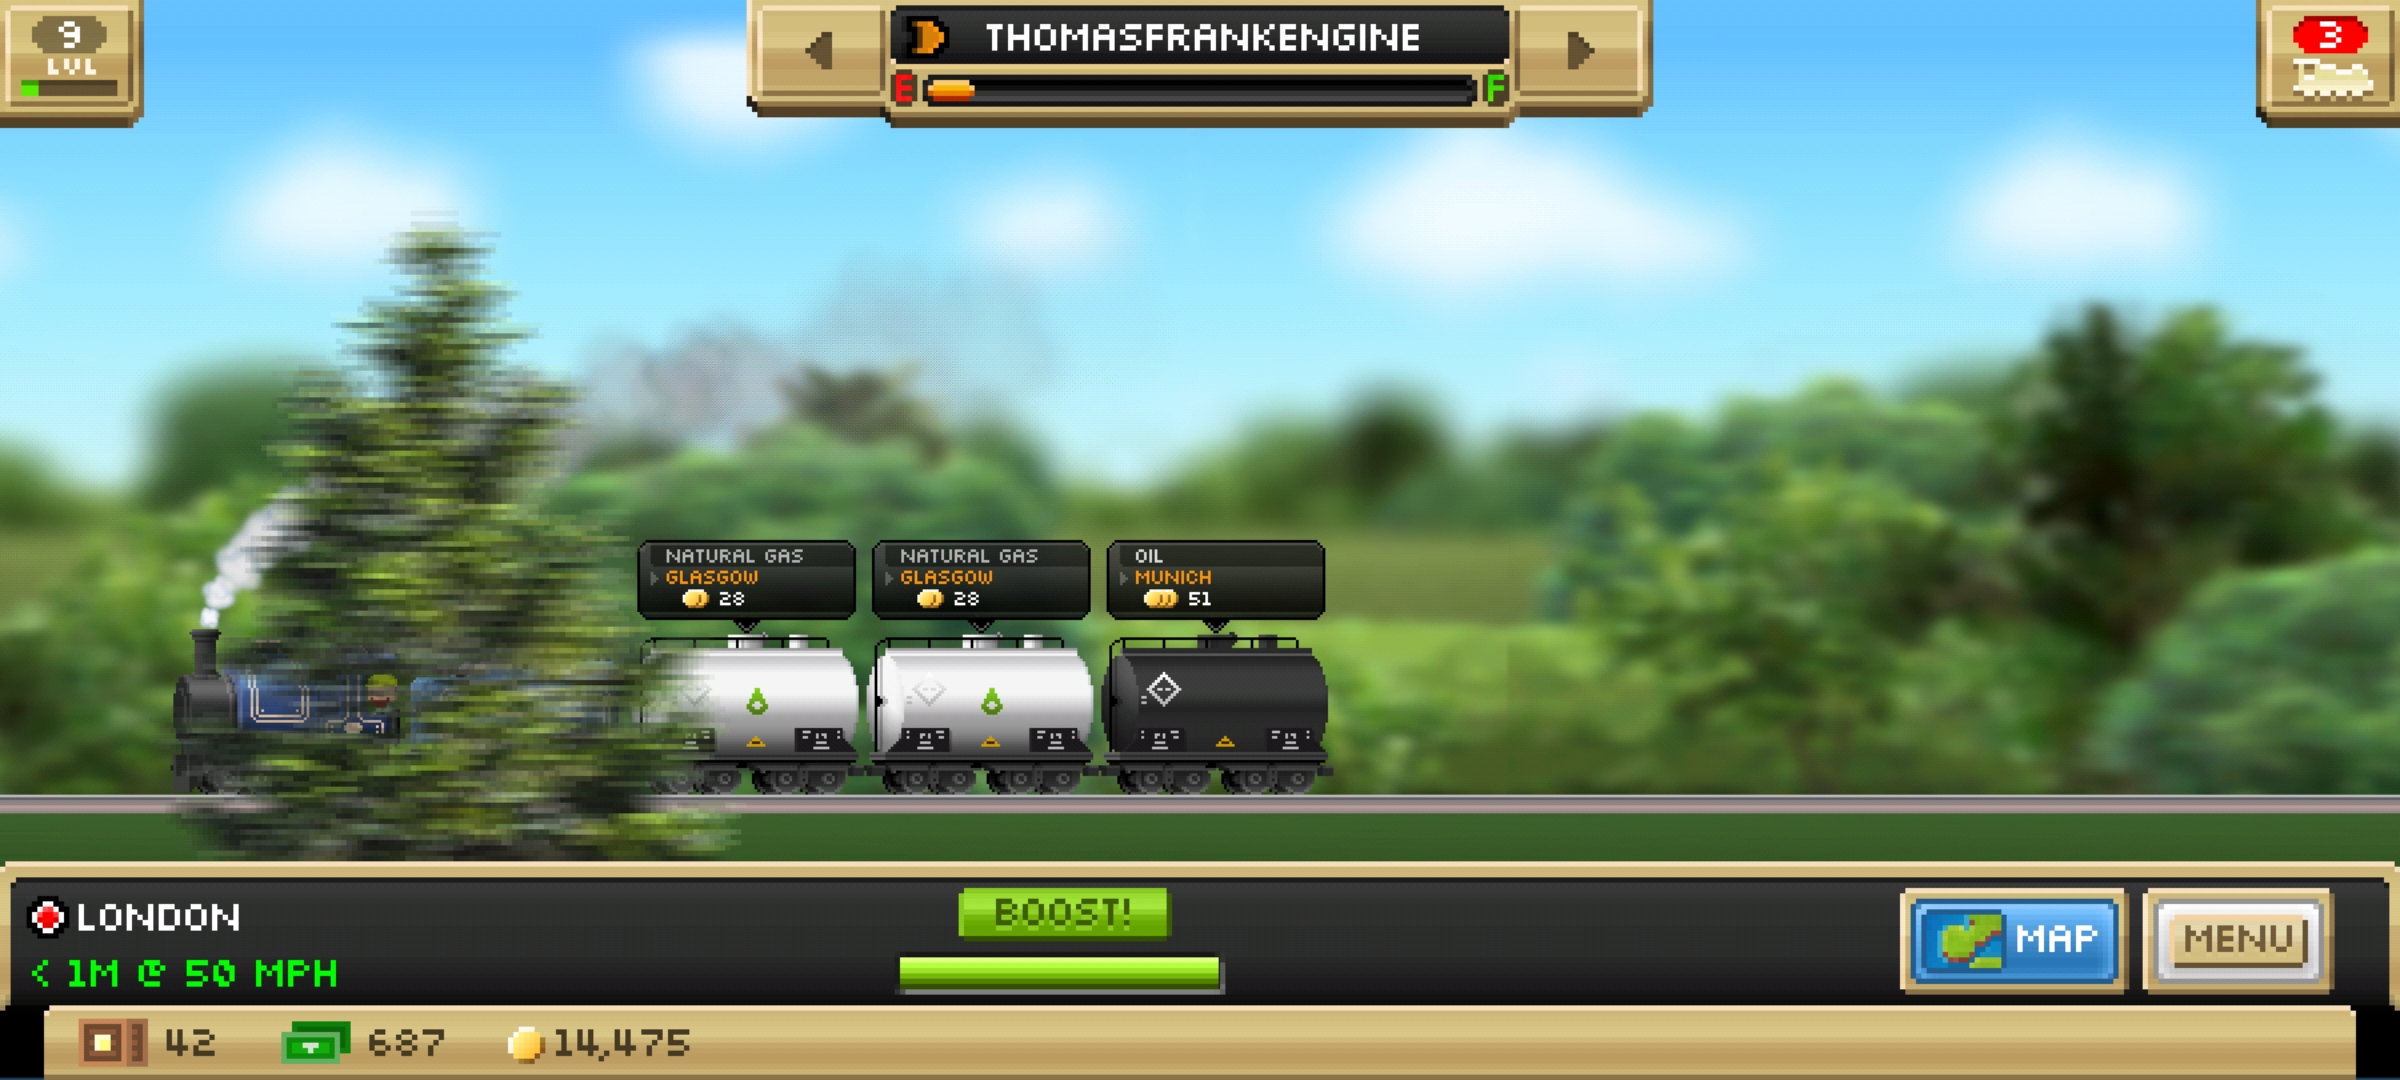 9
LVL
THOMASFRANKENGINE
E F
3
NATURAL GAS
GLASGOW
28
NATURAL GAS
GLASGOW
28
OIL
MUNICH
51
LONDON
< 1M @ 50 MPH
BOOST!
MAP
MENU
42 687 14,475